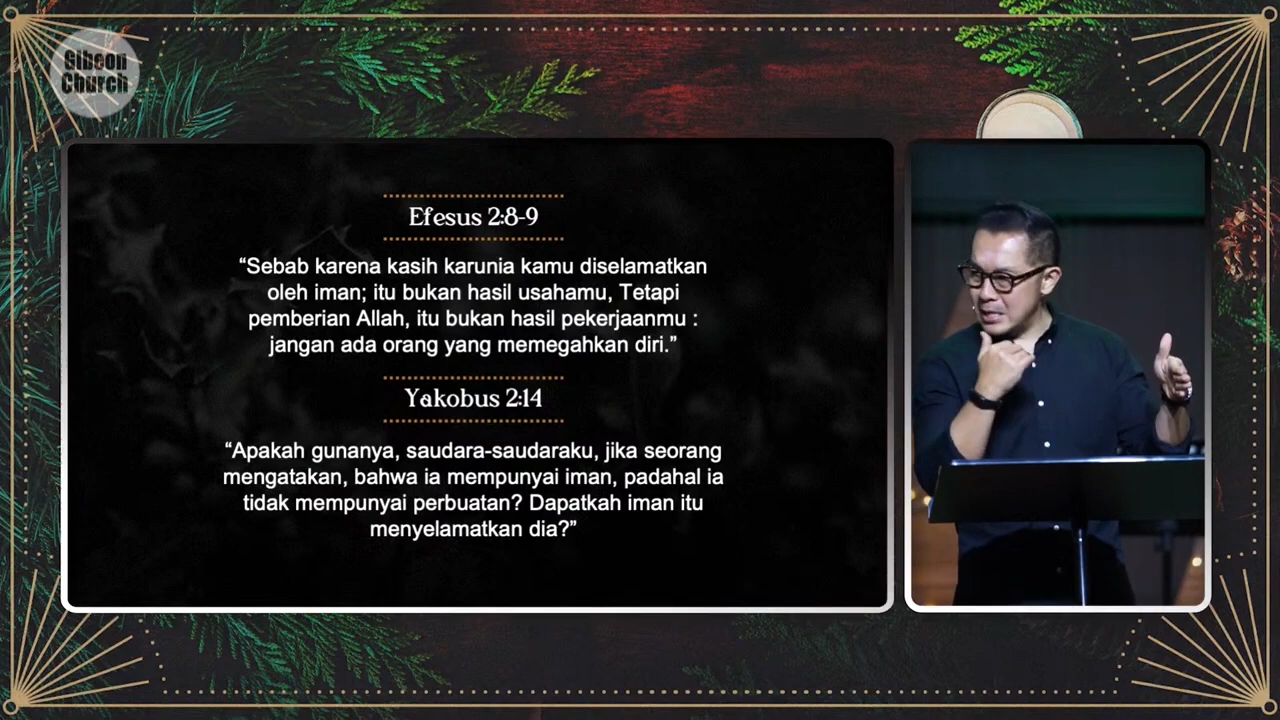 Gibeon
Church
Efesus 2:8-9
“Sebab karena kasih karunia kamu diselamatkan
oleh iman; itu bukan hasil usahamu, Tetapi
pemberian Allah, itu bukan hasil pekerjaanmu :
jangan ada orang yang memegahkan diri.”
Yakobus 2:14
“Apakah gunanya, saudara-saudaraku, jika seorang
mengatakan, bahwa ia mempunyai iman, padahal ia
tidak mempunyai perbuatan? Dapatkah iman itu
menyelamatkan dia?”